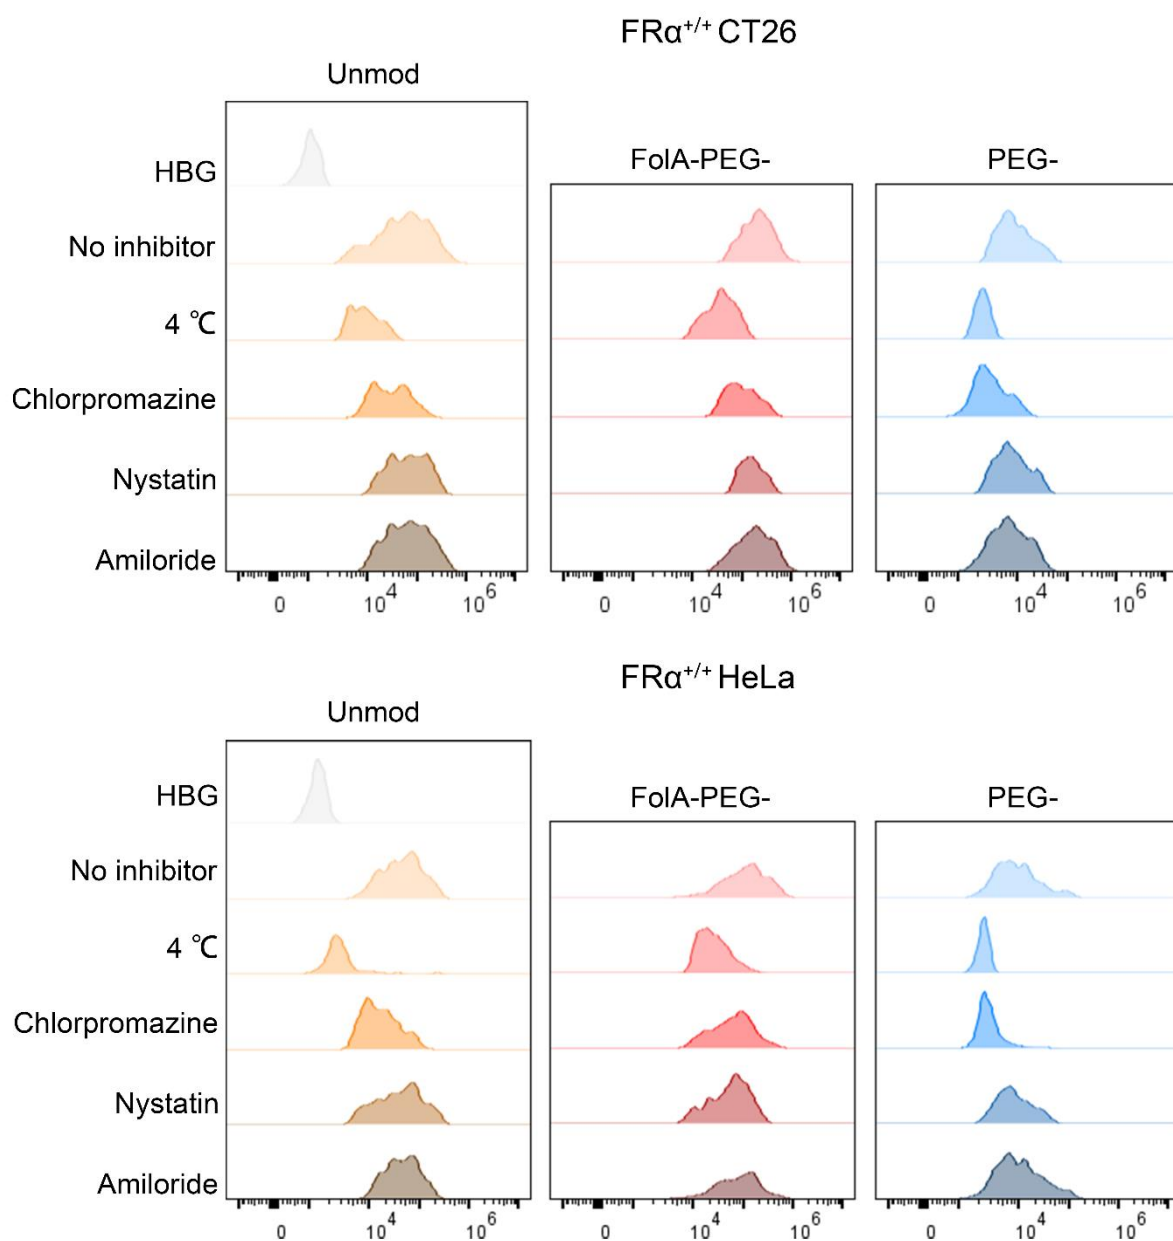 FRα+/+ CT26
Unmod
FolA-PEG-
PEG-
HBG
No inhibitor
4 ℃
Chlorpromazine
Nystatin
Amiloride
0 10^4 10^6
0 10^4 10^6
0 10^4 10^6
FRα+/+ HeLa
Unmod
FolA-PEG-
PEG-
HBG
No inhibitor
4 ℃
Chlorpromazine
Nystatin
Amiloride
0 10^4 10^6
0 10^4 10^6
0 10^4 10^6